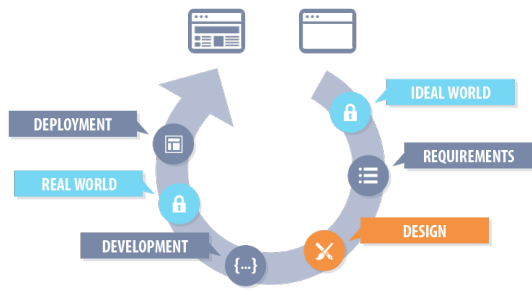 IDEAL WORLD
REQUIREMENTS
DESIGN
{...}
DEVELOPMENT
REAL WORLD
DEPLOYMENT